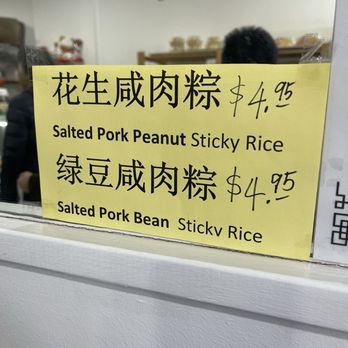 花生咸肉粽 $4.95
Salted Pork Peanut Sticky Rice
绿豆咸肉粽 $4.95
Salted Pork Bean Sticky Rice